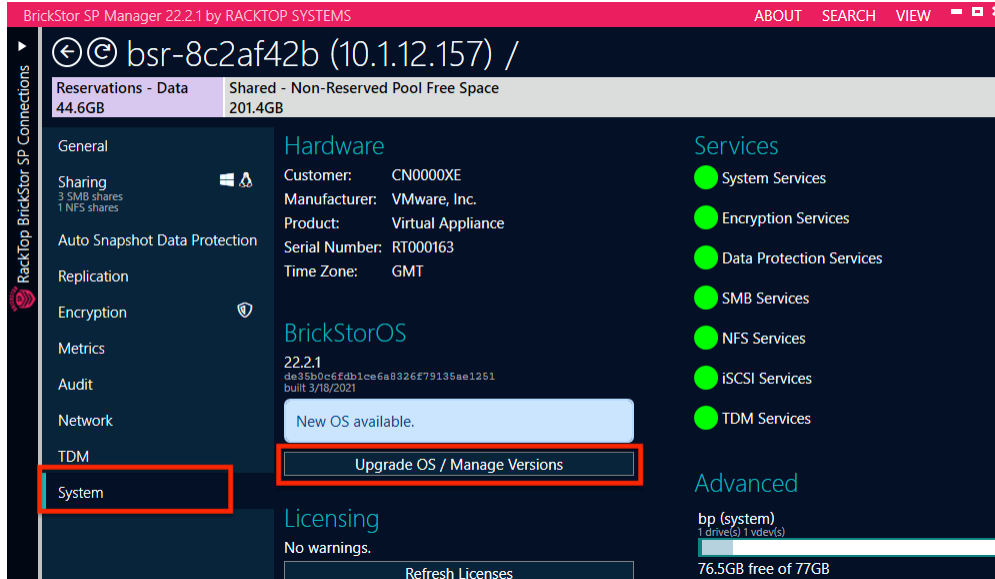 BrickStor SP Manager 22.2.1 by RACKTOP SYSTEMS
ABOUT SEARCH VIEW
RackTop BrickStor SP Connections
bsr-8c2af42b (10.1.12.157) /
Reservations - Data
44.6GB
Shared - Non-Reserved Pool Free Space
201.4GB
General
Sharing
3 SMB shares
1 NFS shares
Auto Snapshot Data Protection
Replication
Encryption
Metrics
Audit
Network
TDM
System
Hardware
Customer: CN0000XE
Manufacturer: VMware, Inc.
Product: Virtual Appliance
Serial Number: RT000163
Time Zone: GMT
BrickStorOS
22.2.1
de35b0c6fdb1ce6a8326f79135ae1251
built 3/18/2021
New OS available.
Upgrade OS / Manage Versions
Licensing
No warnings.
Refresh Licenses
Services
System Services
Encryption Services
Data Protection Services
SMB Services
NFS Services
iSCSI Services
TDM Services
Advanced
bp (system)
1 drive(s) 1 vdev(s)
76.5GB free of 77GB